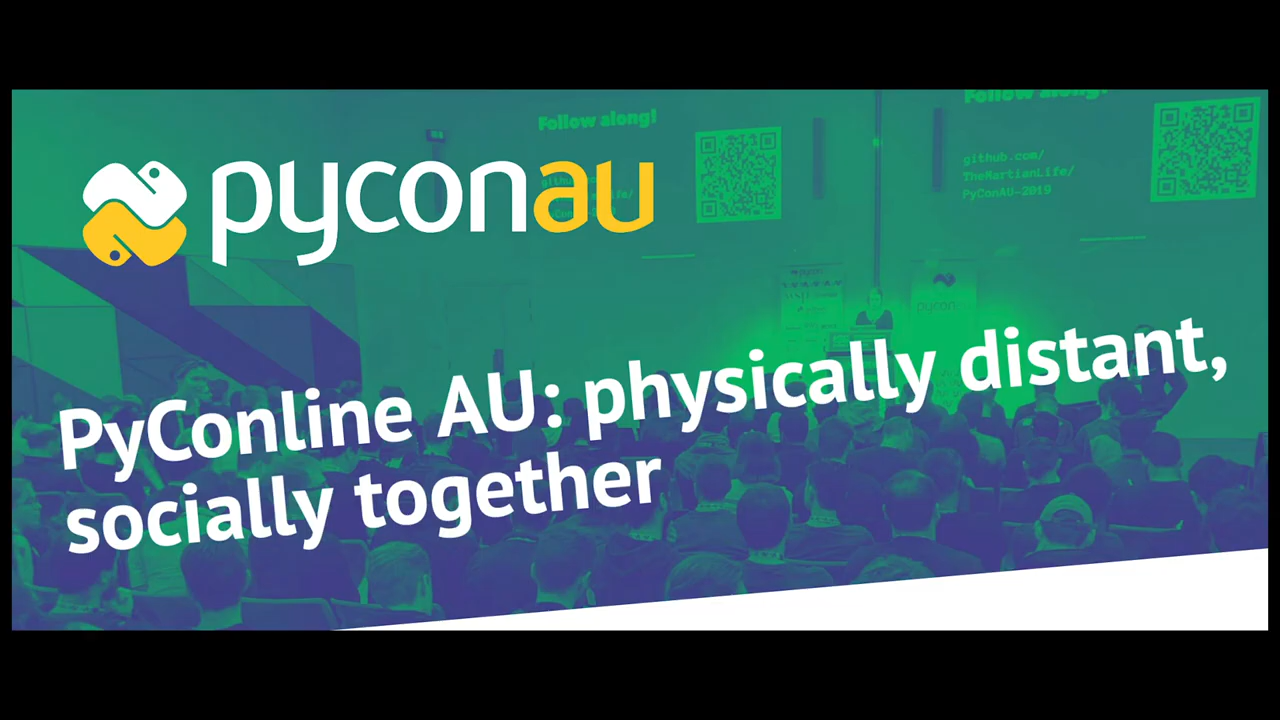 Follow along!
Follow along!
github.com/
TheMartianLife/
PyConAU-2019
pyconau
PyConline AU: physically distant,
socially together